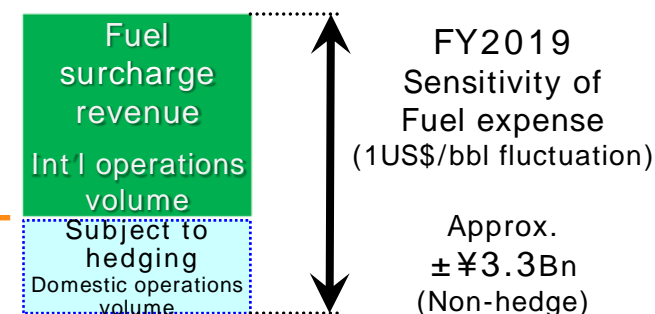 Fuel
surcharge
revenue
Int'l operations
volume
Subject to
hedging
Domestic operations
volume
FY2019
Sensitivity of
Fuel expense
(1US$/bbl fluctuation)
Approx.
±¥3.3Bn
(Non-hedge)